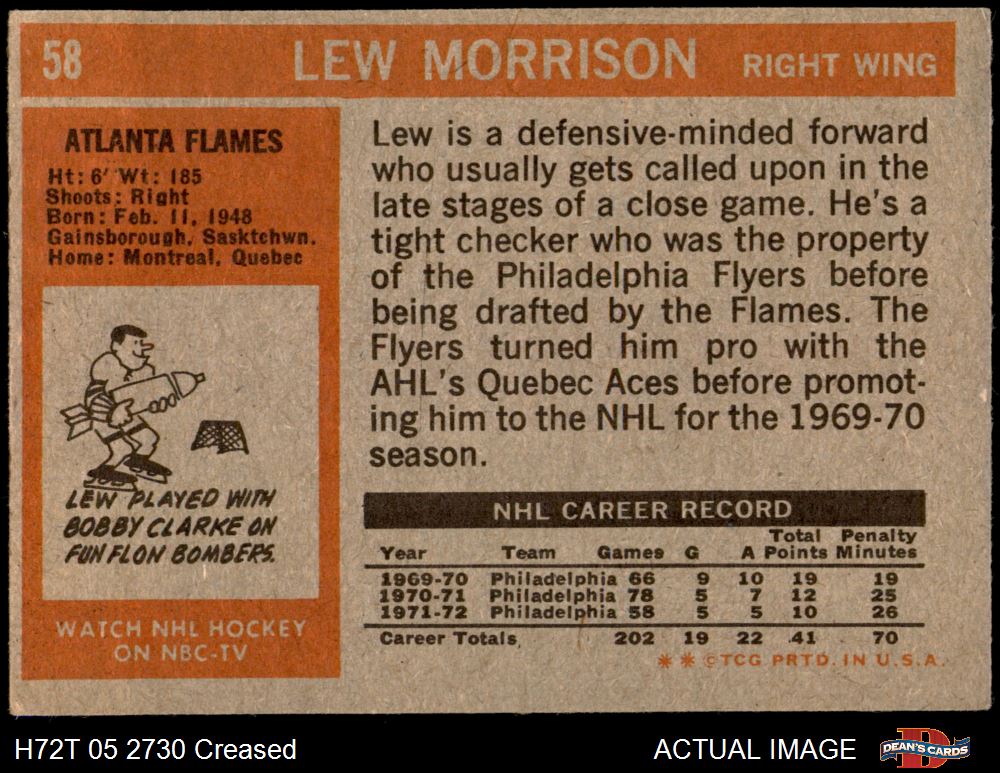 58 LEW MORRISON RIGHT WING
ATLANTA FLAMES
Ht: 6' Wt: 185
Shoots: Right
Born: Feb. 11, 1948
Gainsborough, Sasktchwn.
Home: Montreal, Quebec
LEW PLAYED WITH
BOBBY CLARKE ON
FUN FLON BOMBERS.
WATCH NHL HOCKEY
ON NBC-TV
Lew is a defensive-minded forward
who usually gets called upon in the
late stages of a close game. He's a
tight checker who was the property
of the Philadelphia Flyers before
being drafted by the Flames. The
Flyers turned him pro with the
AHL's Quebec Aces before promot-
ing him to the NHL for the 1969-70
season.
NHL CAREER RECORD
Total Penalty
Year Team Games G A Points Minutes
1969-70 Philadelphia 66 9 10 19 19
1970-71 Philadelphia 78 5 7 12 25
1971-72 Philadelphia 58 5 5 10 26
Career Totals 202 19 22 41 70
* * ©TCG PRTD. IN U.S.A.
H72T 05 2730 Creased ACTUAL IMAGE DEAN'S CARDS